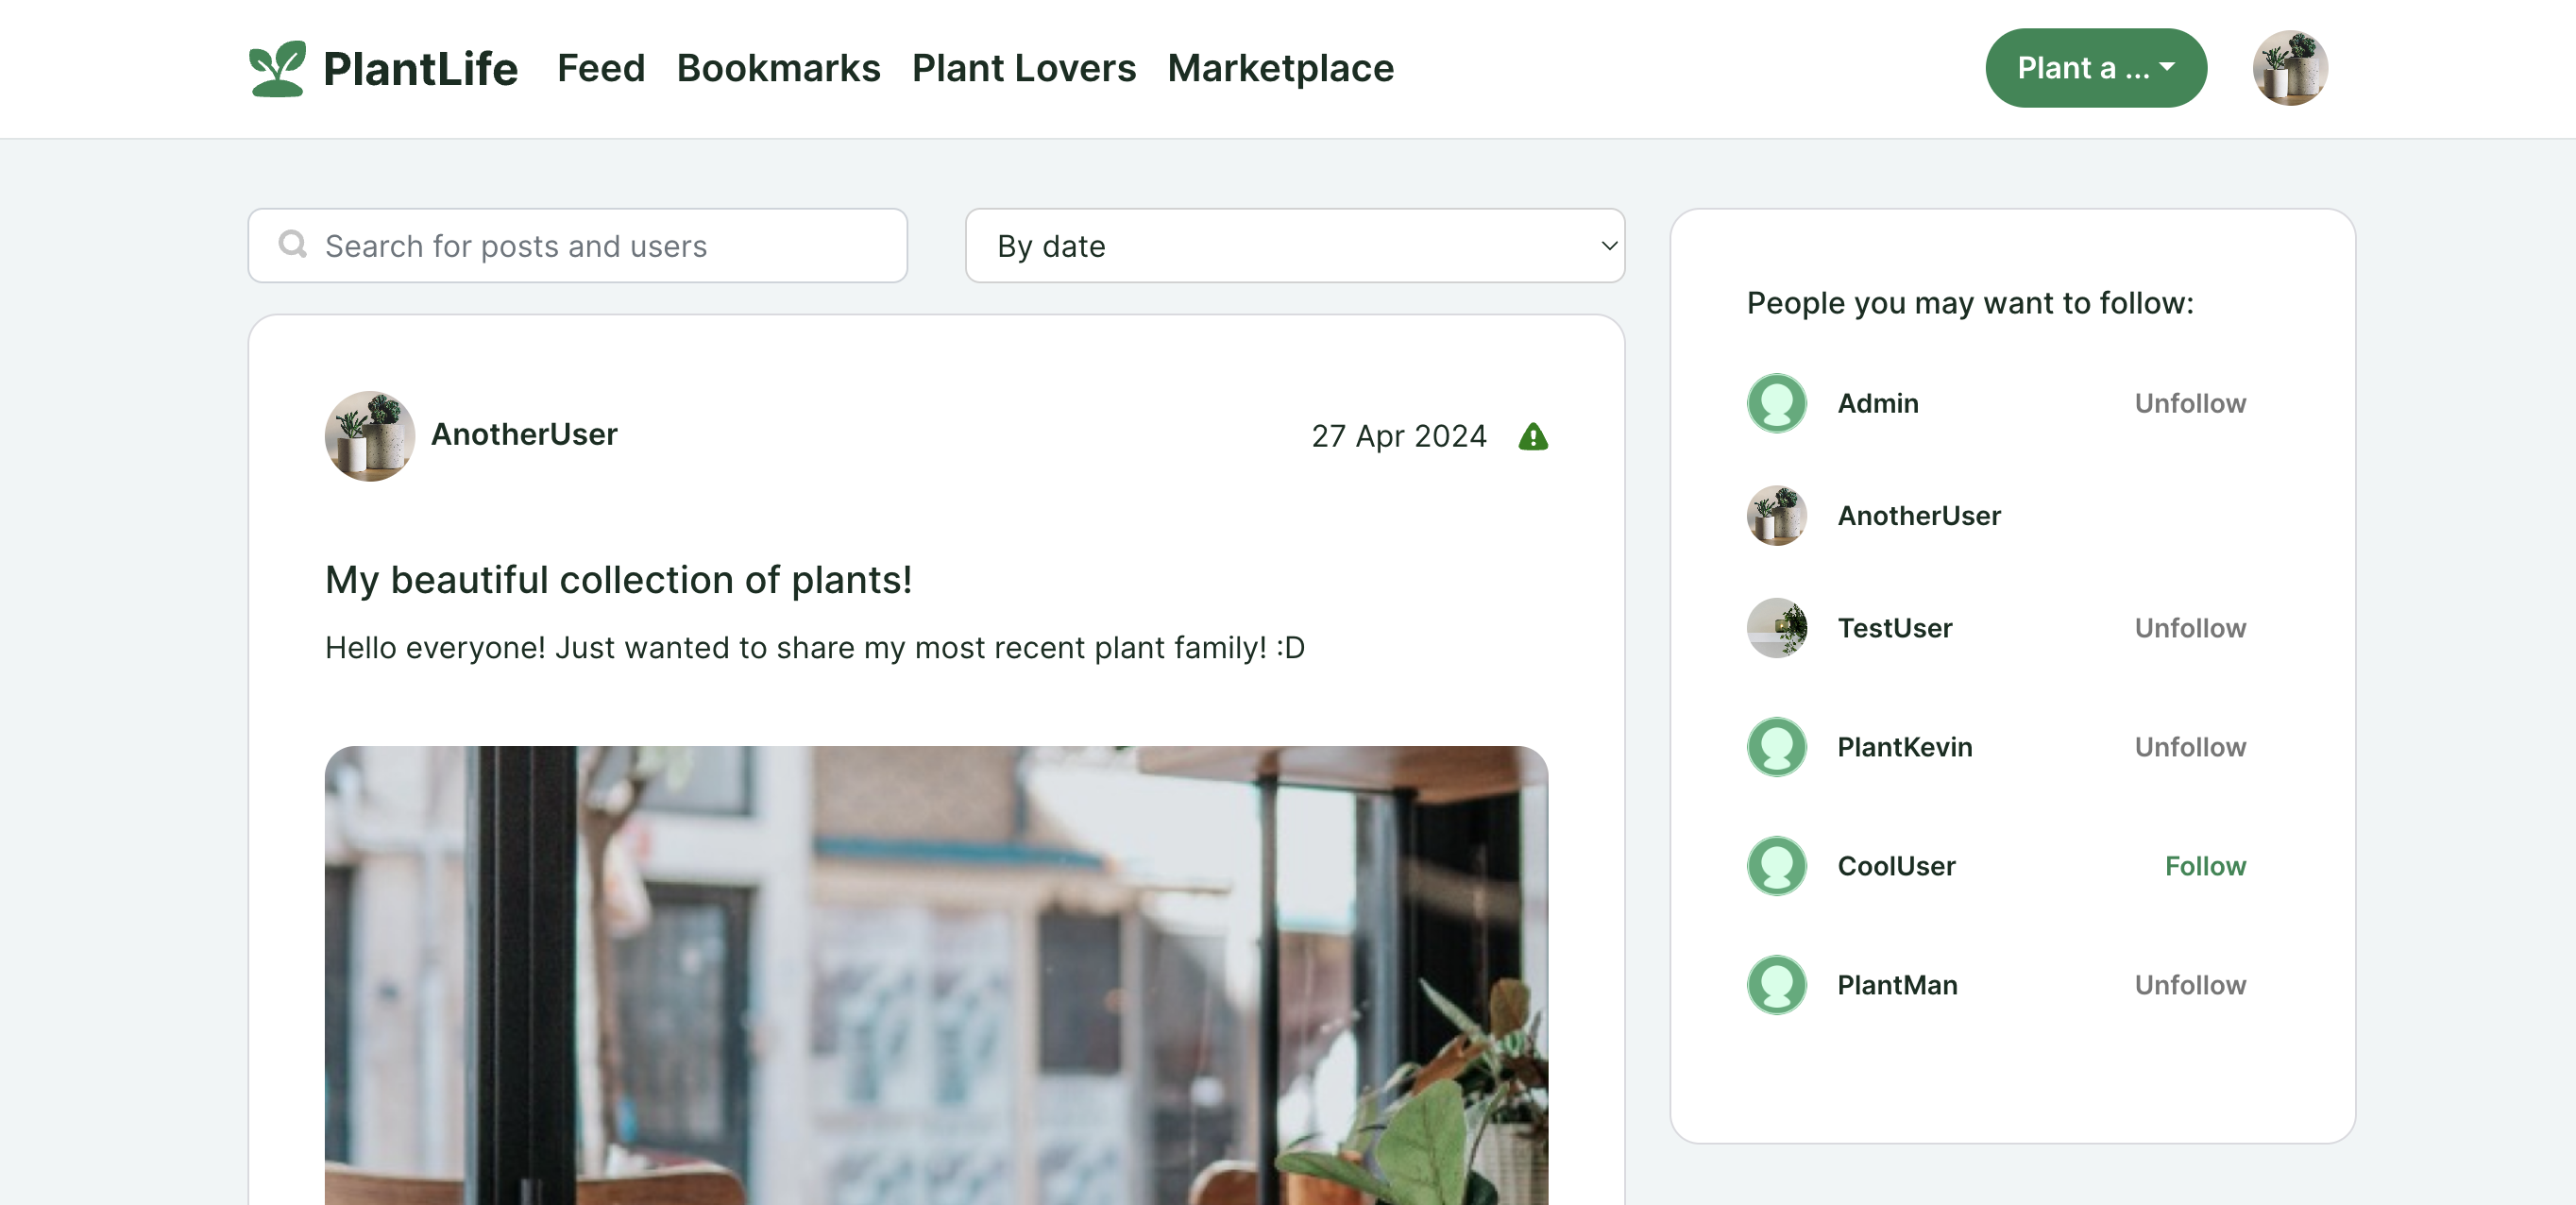 PlantLife Feed Bookmarks Plant Lovers Marketplace Plant a ...
Search for posts and users
By date
AnotherUser
27 Apr 2024
My beautiful collection of plants!
Hello everyone! Just wanted to share my most recent plant family! :D
People you may want to follow:
Admin Unfollow
AnotherUser
TestUser Unfollow
PlantKevin Unfollow
CoolUser Follow
PlantMan Unfollow